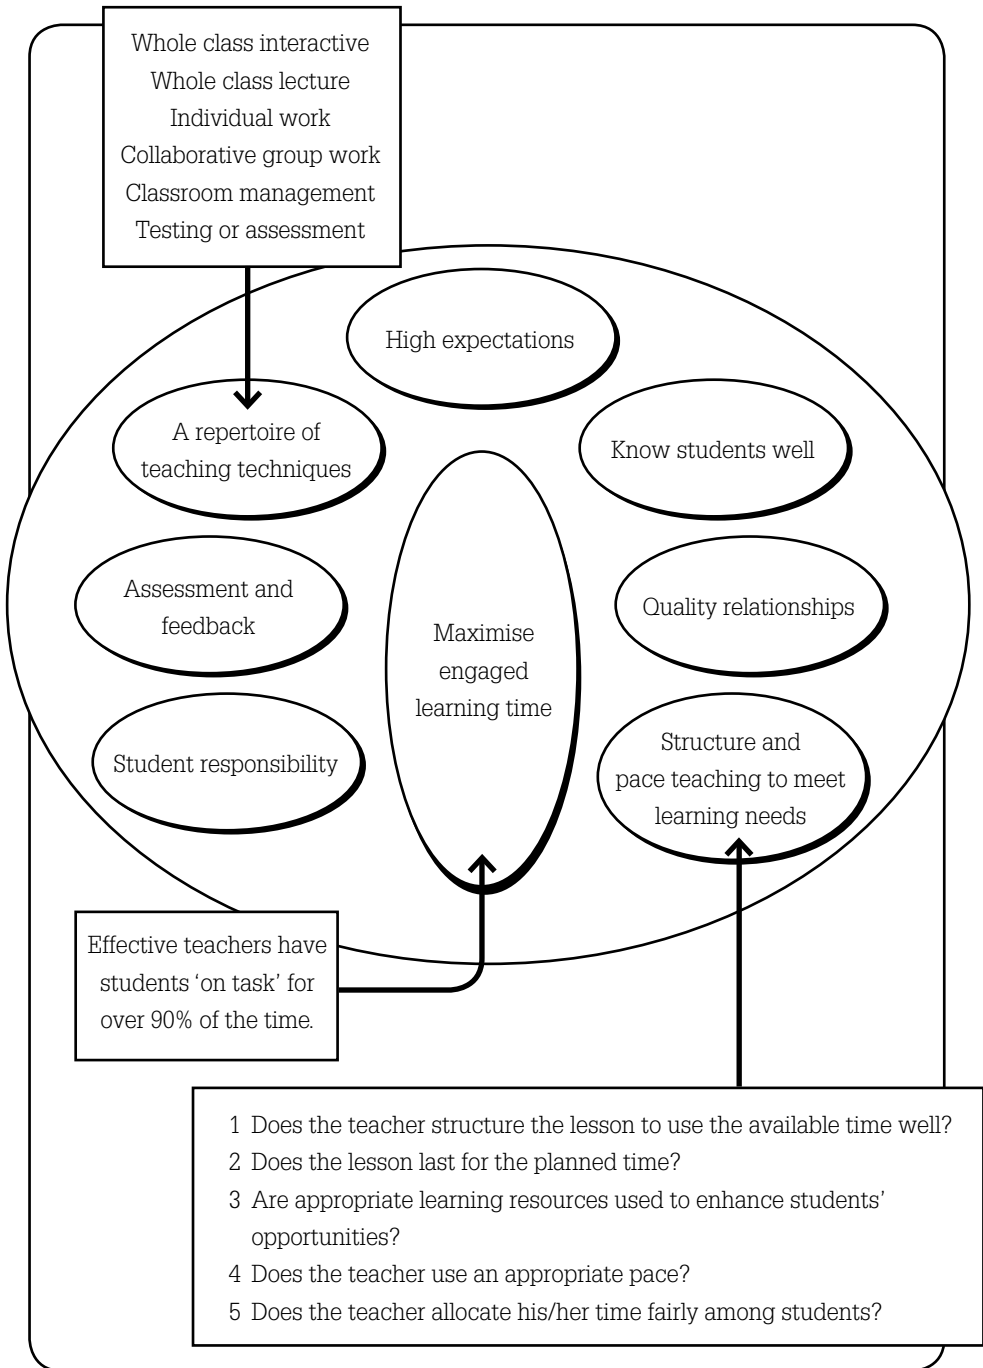 Whole class interactive
Whole class lecture
Individual work
Collaborative group work
Classroom management
Testing or assessment
High expectations
A repertoire of
teaching techniques
Know students well
Assessment and
feedback
Maximise
engaged
learning time
Quality relationships
Student responsibility
Structure and
pace teaching to meet
learning needs
Effective teachers have
students ‘on task’ for
over 90% of the time.
1 Does the teacher structure the lesson to use the available time well?
2 Does the lesson last for the planned time?
3 Are appropriate learning resources used to enhance students’
opportunities?
4 Does the teacher use an appropriate pace?
5 Does the teacher allocate his/her time fairly among students?